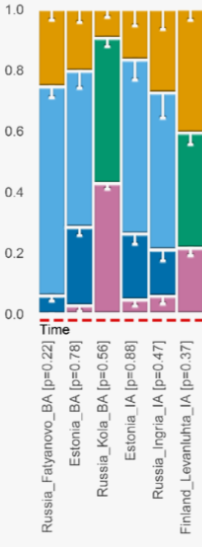 1.0
0.8
0.6
0.4
0.2
0.0
Time
Russia_Fatyanovo_BA [p=0.22]
Estonia_BA [p=0.78]
Russia_Kola_BA [p=0.56]
Estonia_IA [p=0.88]
Russia_Ingria_IA [p=0.47]
Finland_Levanluhta_IA [p=0.37]